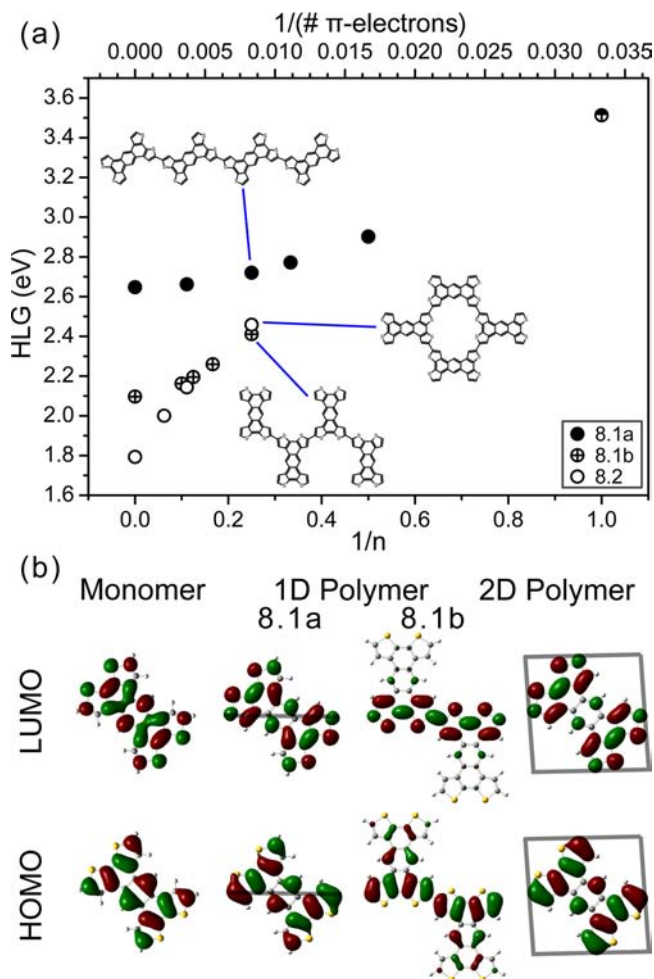 (a)
1/(# π-electrons)
0.000 0.005 0.010 0.015 0.020 0.025 0.030 0.035
HLG (eV)
3.6
3.4
3.2
3.0
2.8
2.6
2.4
2.2
2.0
1.8
1.6
8.1a
8.1b
8.2
0.0 0.2 0.4 0.6 0.8 1.0
1/n
(b)
Monomer 1D Polymer 2D Polymer
8.1a 8.1b
LUMO
HOMO